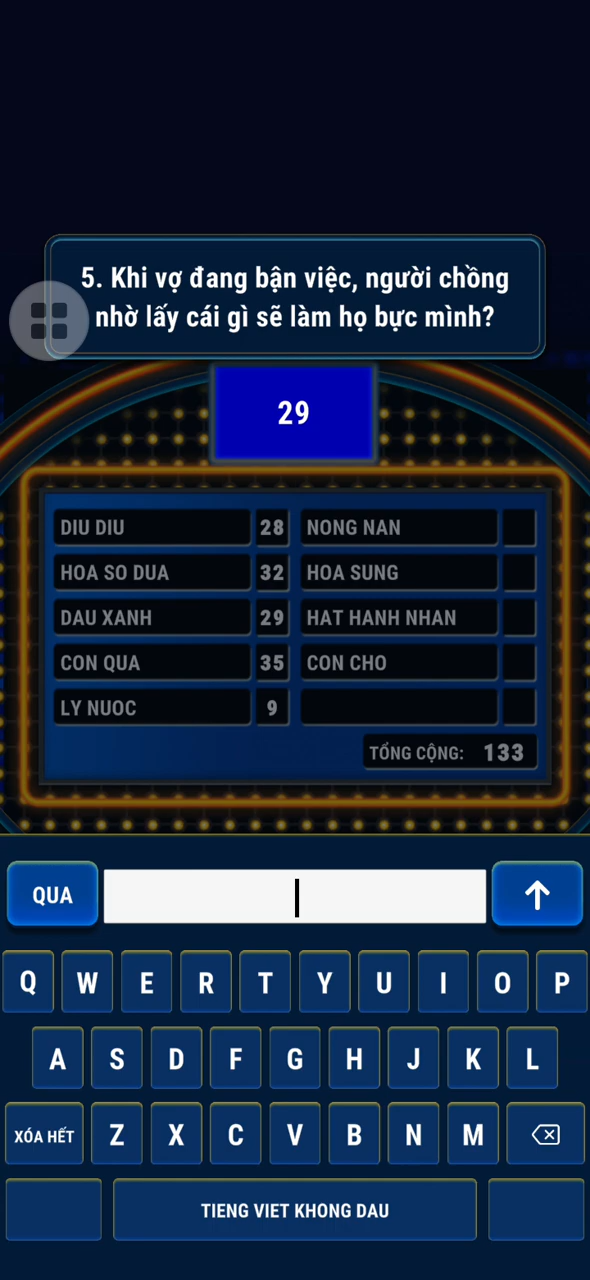 5. Khi vợ đang bận việc, người chồng
nhờ lấy cái gì sẽ làm họ bực mình?
29
DIU DIU 28 NONG NAN
HOA SO DUA 32 HOA SUNG
DAU XANH 29 HAT HANH NHAN
CON QUA 35 CON CHO
LY NUOC 9
TỔNG CỘNG: 133
QUA
Q W E R T Y U I O P
A S D F G H J K L
XÓA HẾT Z X C V B N M
TIENG VIET KHONG DAU